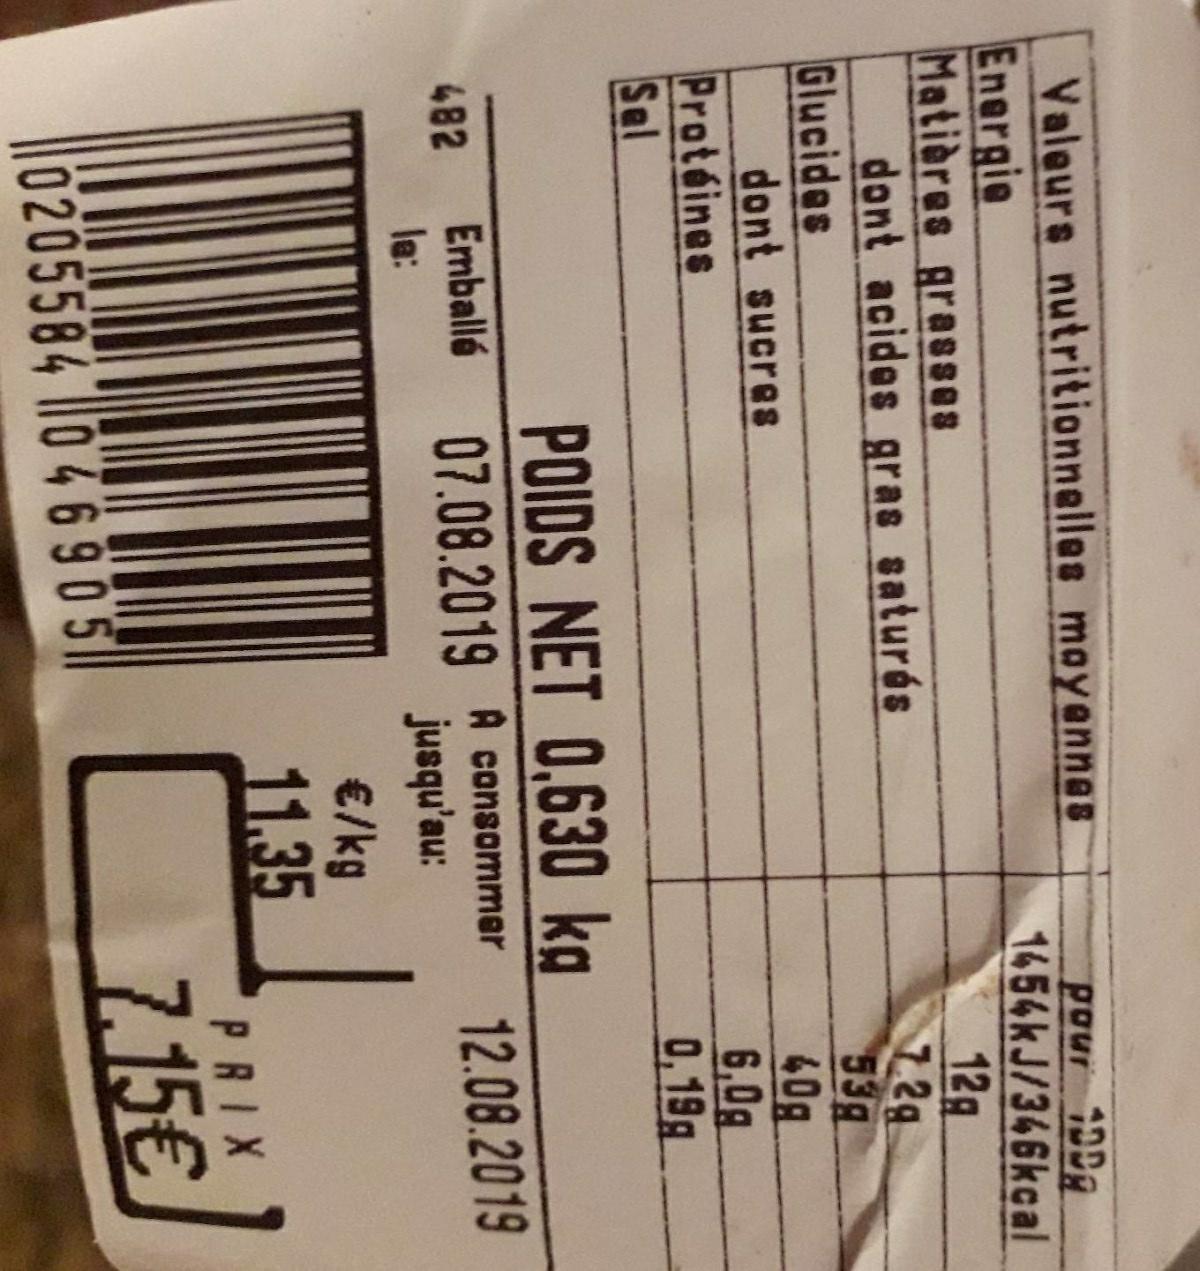 Valeurs nutritionnelles moyennes pour 100g
Energie 1454kJ/346kcal
Matières grasses 12g
dont acides gras saturés 7,2g
Glucides 53g
dont sucres 40g
Protéines 6,0g
Sel 0,19g
POIDS NET 0,630 kg
482 Emballé le: 07.08.2019 A consommer jusqu'au: 12.08.2019
€/kg
11,35
PRIX
7.15€
0205584046905